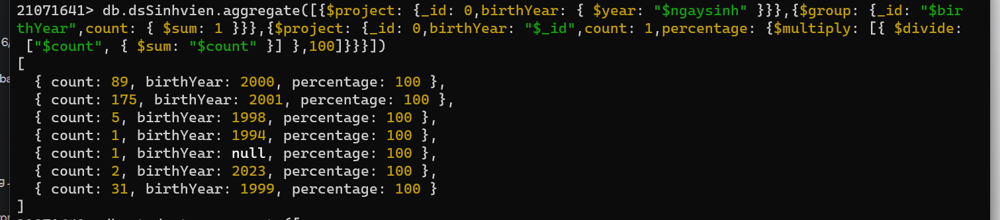 21071641> db.dsSinhvien.aggregate([{$project: {_id: 0,birthYear: { $year: "$ngaysinh" }}},{$group: {_id: "$bir
thYear",count: { $sum: 1 }}},{$project: {_id: 0,birthYear: "$_id",count: 1,percentage: {$multiply: [{ $divide:
["$count", { $sum: "$count" }] },100]}}}])
[
{ count: 89, birthYear: 2000, percentage: 100 },
{ count: 175, birthYear: 2001, percentage: 100 },
{ count: 5, birthYear: 1998, percentage: 100 },
{ count: 1, birthYear: 1994, percentage: 100 },
{ count: 1, birthYear: null, percentage: 100 },
{ count: 2, birthYear: 2023, percentage: 100 },
{ count: 31, birthYear: 1999, percentage: 100 }
]